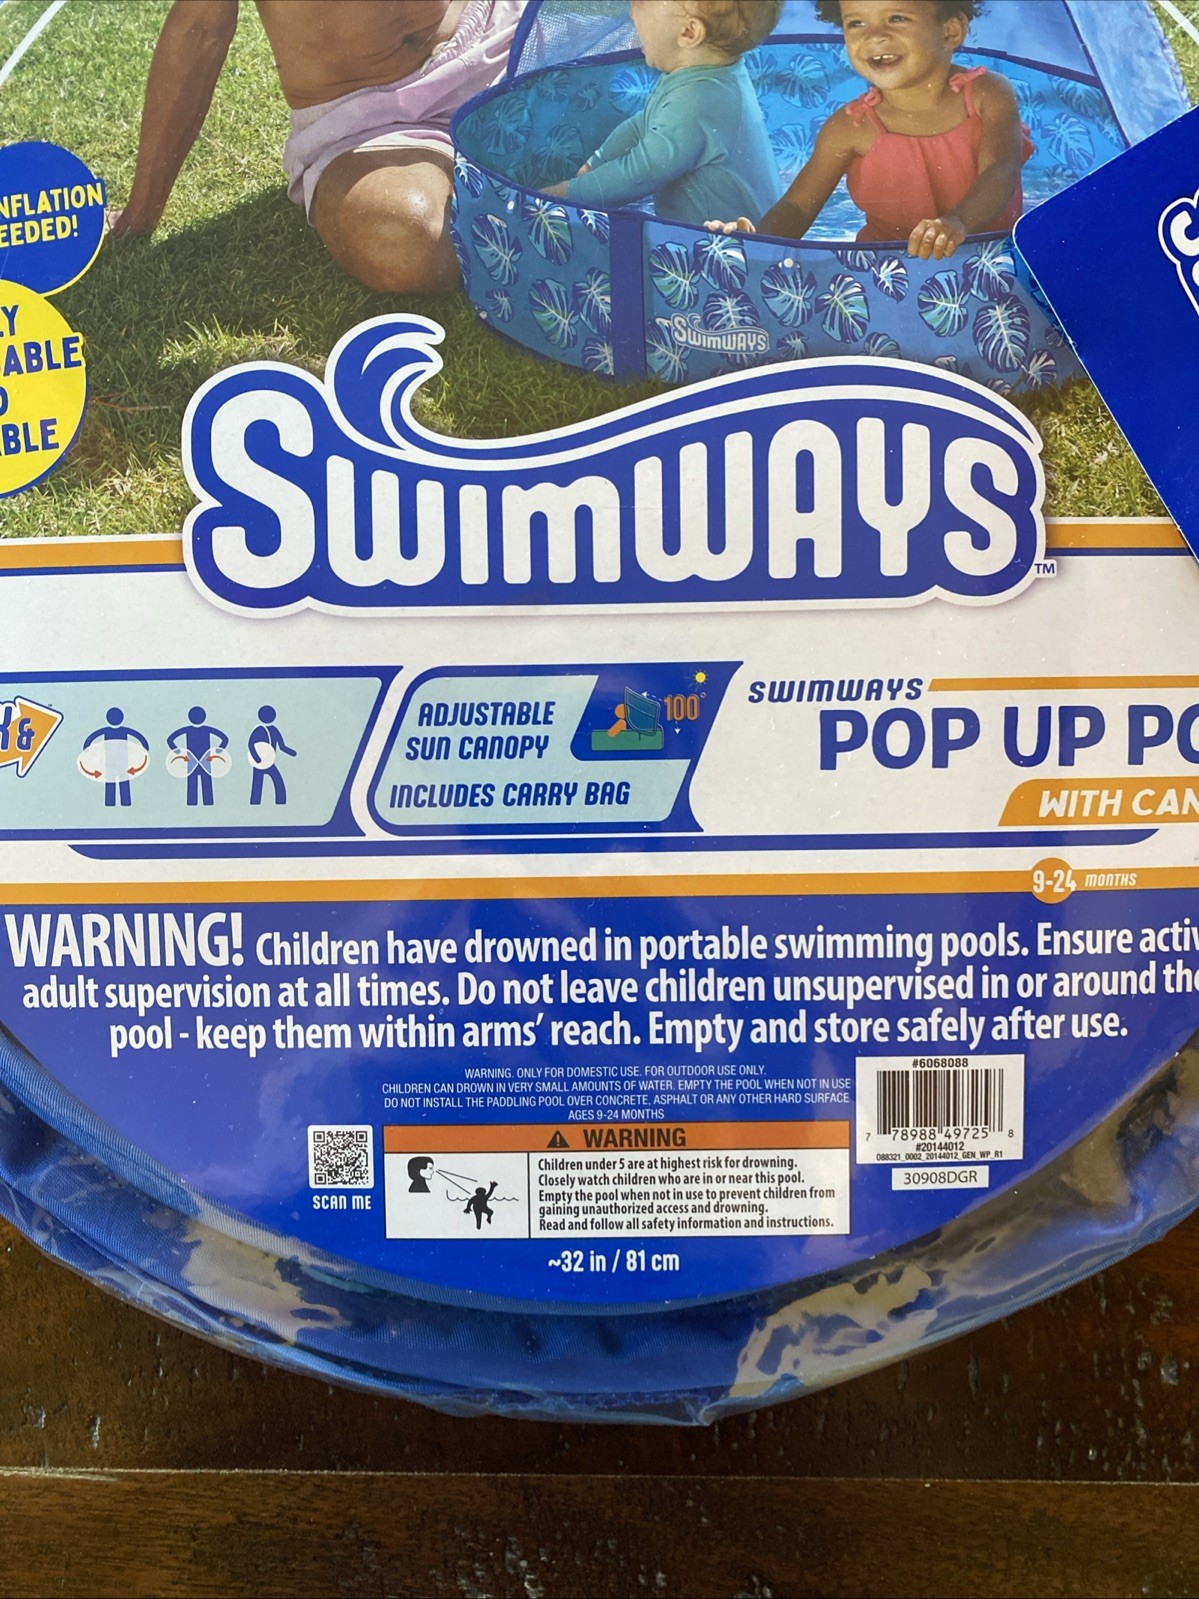 NFLATION
EEDED!
LY
ABLE
ABLE
SWIMWAYS
SWIMWAYS™
&
ADJUSTABLE
SUN CANOPY
100°
INCLUDES CARRY BAG
SWIMWAYS
POP UP PO
WITH CAN
9-24 MONTHS
WARNING! Children have drowned in portable swimming pools. Ensure activ
adult supervision at all times. Do not leave children unsupervised in or around the
pool - keep them within arms' reach. Empty and store safely after use.
WARNING. ONLY FOR DOMESTIC USE. FOR OUTDOOR USE ONLY.
CHILDREN CAN DROWN IN VERY SMALL AMOUNTS OF WATER. EMPTY THE POOL WHEN NOT IN USE
DO NOT INSTALL THE PADDLING POOL OVER CONCRETE, ASPHALT OR ANY OTHER HARD SURFACE
AGES 9-24 MONTHS
WARNING
Children under 5 are at highest risk for drowning.
Closely watch children who are in or near this pool.
Empty the pool when not in use to prevent children from
gaining unauthorized access and drowning.
Read and follow all safety information and instructions.
SCAN ME
~32 in / 81 cm
#6068088
7 78988 49725 8
#20144012
088321_0002_20144012_GEN_WP_R1
30908DGR